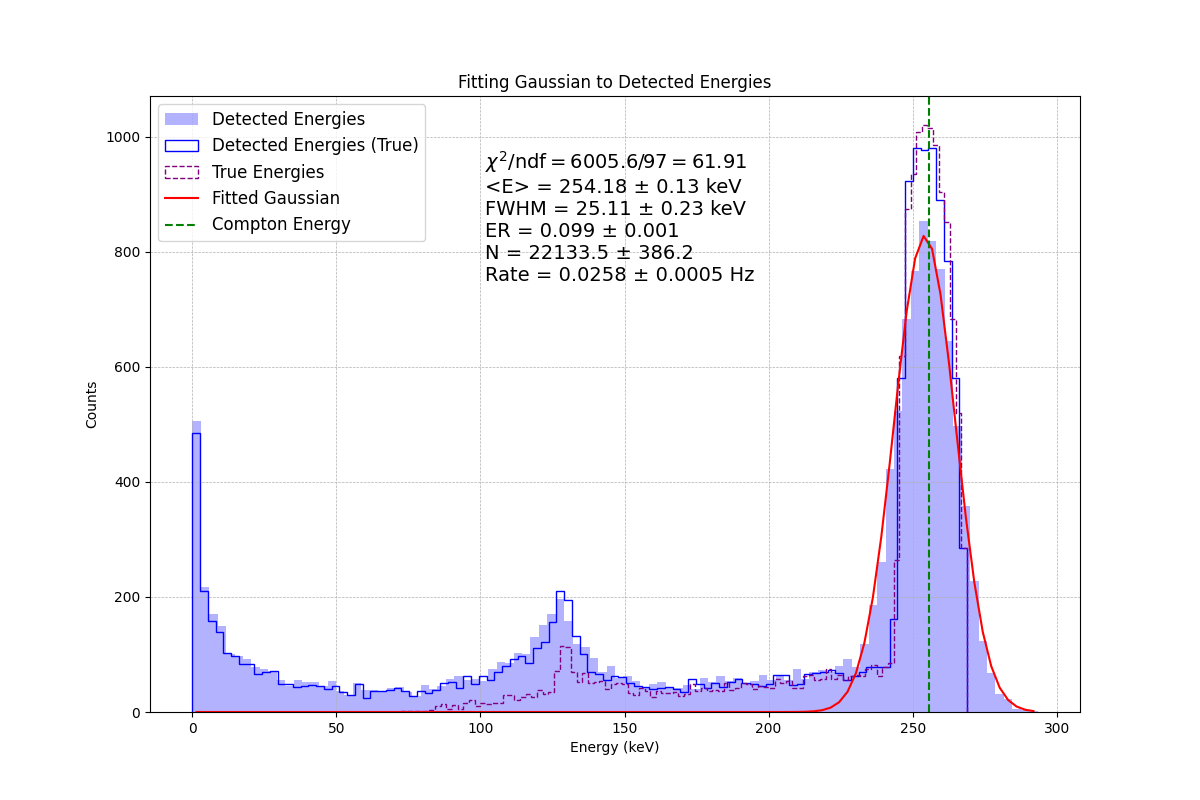 Fitting Gaussian to Detected Energies
Detected Energies
Detected Energies (True)
True Energies
Fitted Gaussian
Compton Energy
χ²/ndf = 6005.6/97 = 61.91
<E> = 254.18 ± 0.13 keV
FWHM = 25.11 ± 0.23 keV
ER = 0.099 ± 0.001
N = 22133.5 ± 386.2
Rate = 0.0258 ± 0.0005 Hz
Counts
1000
800
600
400
200
0
0 50 100 150 200 250 300
Energy (keV)